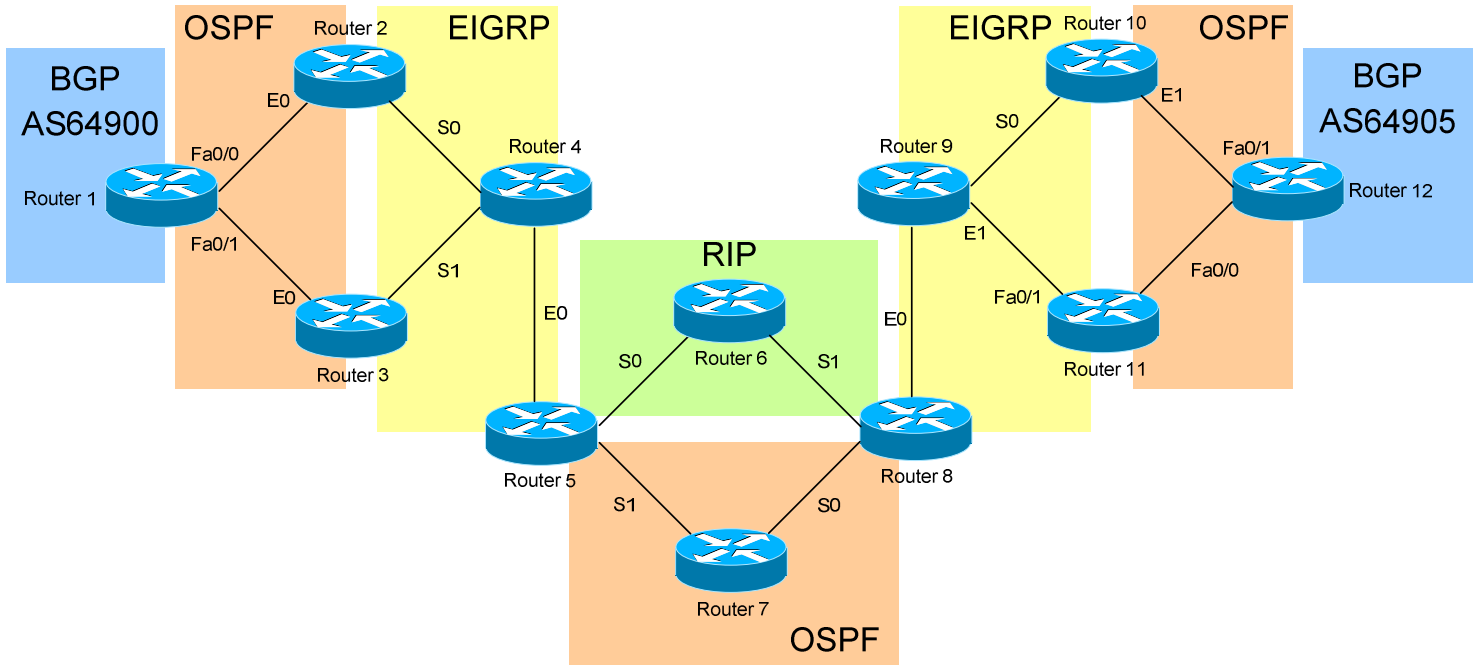 OSPF
Router 2
EIGRP
BGP
AS64900
E0
S0
Fa0/0
Router 4
Router 1
Fa0/1
E0
S1
Router 3
E0
Router 5
RIP
Router 6
S0
S1
S1
S0
Router 7
OSPF
EIGRP
Router 10
OSPF
BGP
AS64905
E1
S0
Router 9
Fa0/1
Router 12
E1
Fa0/1
Fa0/0
E0
Router 11
Router 8